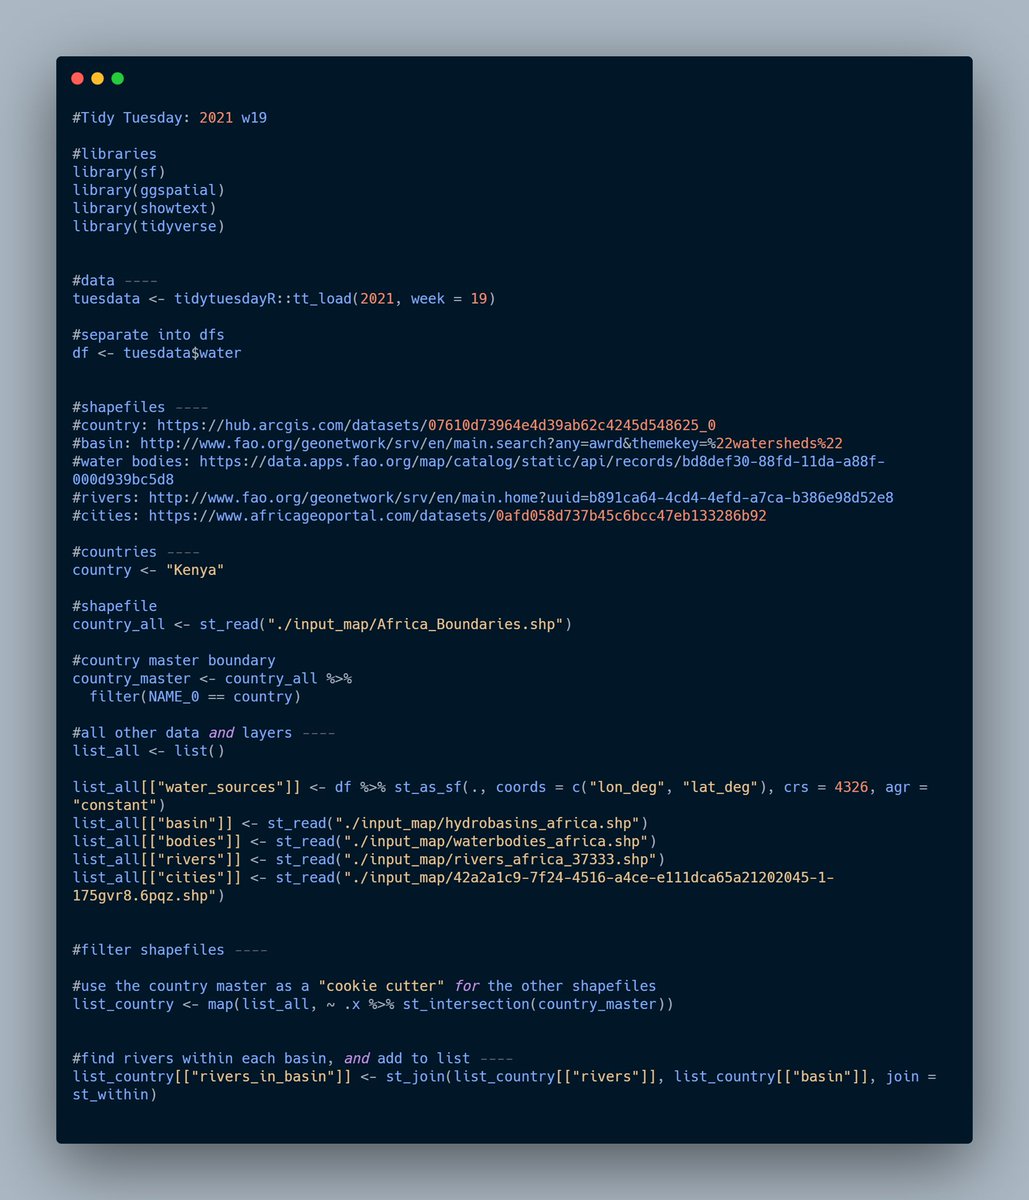 #Tidy Tuesday: 2021 w19
#libraries
library(sf)
library(ggspatial)
library(showtext)
library(tidyverse)
#data ----
tuesdata <- tidytuesdayR::tt_load(2021, week = 19)
#separate into dfs
df <- tuesdata$water
#shapefiles ----
#country: https://hub.arcgis.com/datasets/07610d73964e4d39ab62c4245d548625_0
#basin: http://www.fao.org/geonetwork/srv/en/main.search?any=awrd&themekey=%22watersheds%22
#water bodies: https://data.apps.fao.org/map/catalog/static/api/records/bd8def30-88fd-11da-a88f-
000d939bc5d8
#rivers: http://www.fao.org/geonetwork/srv/en/main.home?uuid=b891ca64-4cd4-4efd-a7ca-b386e98d52e8
#cities: https://www.africageoportal.com/datasets/0afd058d737b45c6bcc47eb133286b92
#countries ----
country <- "Kenya"
#shapefile
country_all <- st_read("./input_map/Africa_Boundaries.shp")
#country master boundary
country_master <- country_all %>%
  filter(NAME_0 == country)
#all other data and layers ----
list_all <- list()
list_all[["water_sources"]] <- df %>% st_as_sf(., coords = c("lon_deg", "lat_deg"), crs = 4326, agr =
"constant")
list_all[["basin"]] <- st_read("./input_map/hydrobasins_africa.shp")
list_all[["bodies"]] <- st_read("./input_map/waterbodies_africa.shp")
list_all[["rivers"]] <- st_read("./input_map/rivers_africa_37333.shp")
list_all[["cities"]] <- st_read("./input_map/42a2a1c9-7f24-4516-a4ce-e111dca65a21202045-1-
175gvr8.6pqz.shp")
#filter shapefiles ----
#use the country master as a "cookie cutter" for the other shapefiles
list_country <- map(list_all, ~ .x %>% st_intersection(country_master))
#find rivers within each basin, and add to list ----
list_country[["rivers_in_basin"]] <- st_join(list_country[["rivers"]], list_country[["basin"]], join =
st_within)